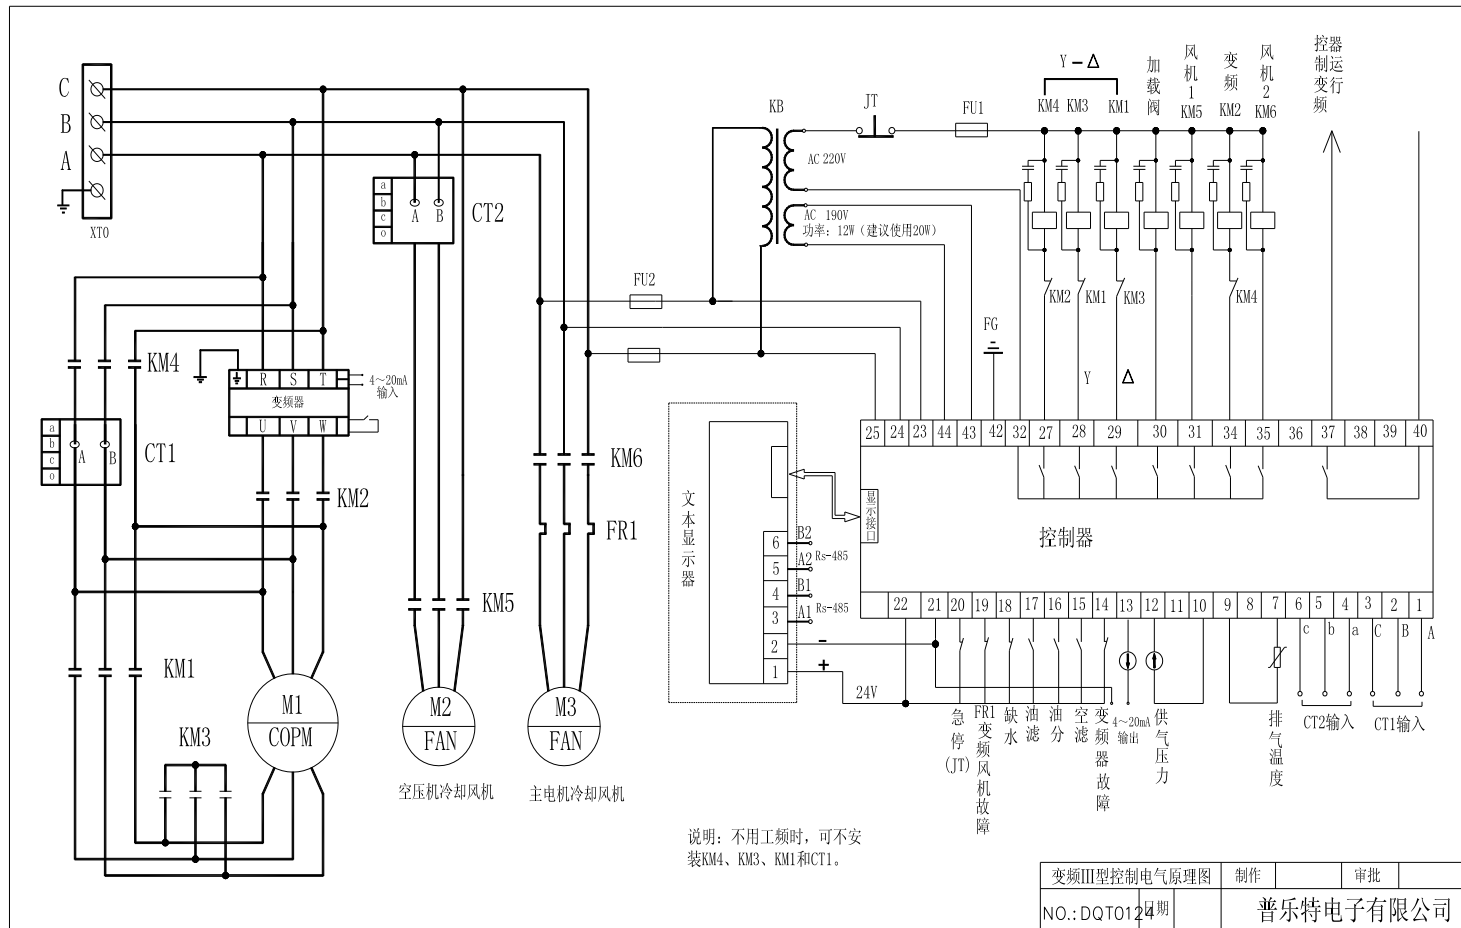 C
B
A
XT0
KM4
CT1
a
b
c
o
A
B
R S T
变频器
U V W
4~20mA
输入
KM2
KM1
KM3
M1
COPM
a
b
c
o
A
B
CT2
KM5
M2
FAN
空压机冷却风机
KM6
FR1
M3
FAN
主电机冷却风机
FU2
KB
JT
FU1
AC 220V
AC 190V
功率: 12W（建议使用20W）
Y - Δ
KM4 KM3 KM1
加载阀
风机1
KM5
变频
KM2
风机2
KM6
控制变频
器运行
KM2
KM1
KM3
KM4
FG
Y
Δ
25 24 23 44 43 42 32 27 28 29 30 31 34 35 36 37 38 39 40
显示接口
控制器
文本显示器
6
5
4
3
2
1
B2
A2 Rs-485
B1
A1 Rs-485
-
+
24V
22 21 20 19 18 17 16 15 14 13 12 11 10 9 8 7 6 5 4 3 2 1
c b a C B A
急停(JT)
FR1变频风机故障
缺水
油滤
油分
空滤
变频器故障
4~20mA
输出
供气压力
排气温度
CT2输入
CT1输入
说明: 不用工频时, 可不安
装KM4、KM3、KM1和CT1。
变频III型控制电气原理图 制作 审批
NO.:DQT0124 日期 普乐特电子有限公司